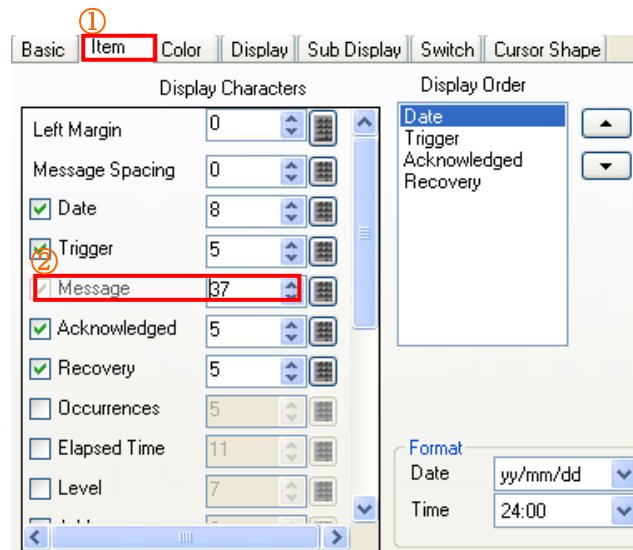 ①
Basic Item Color Display Sub Display Switch Cursor Shape
Display Characters
Left Margin 0
Message Spacing 0
Date 8
Trigger 5
②
Message 37
Acknowledged 5
Recovery 5
Occurrences 5
Elapsed Time 11
Level 7
Display Order
Date
Trigger
Acknowledged
Recovery
Format
Date yy/mm/dd
Time 24:00